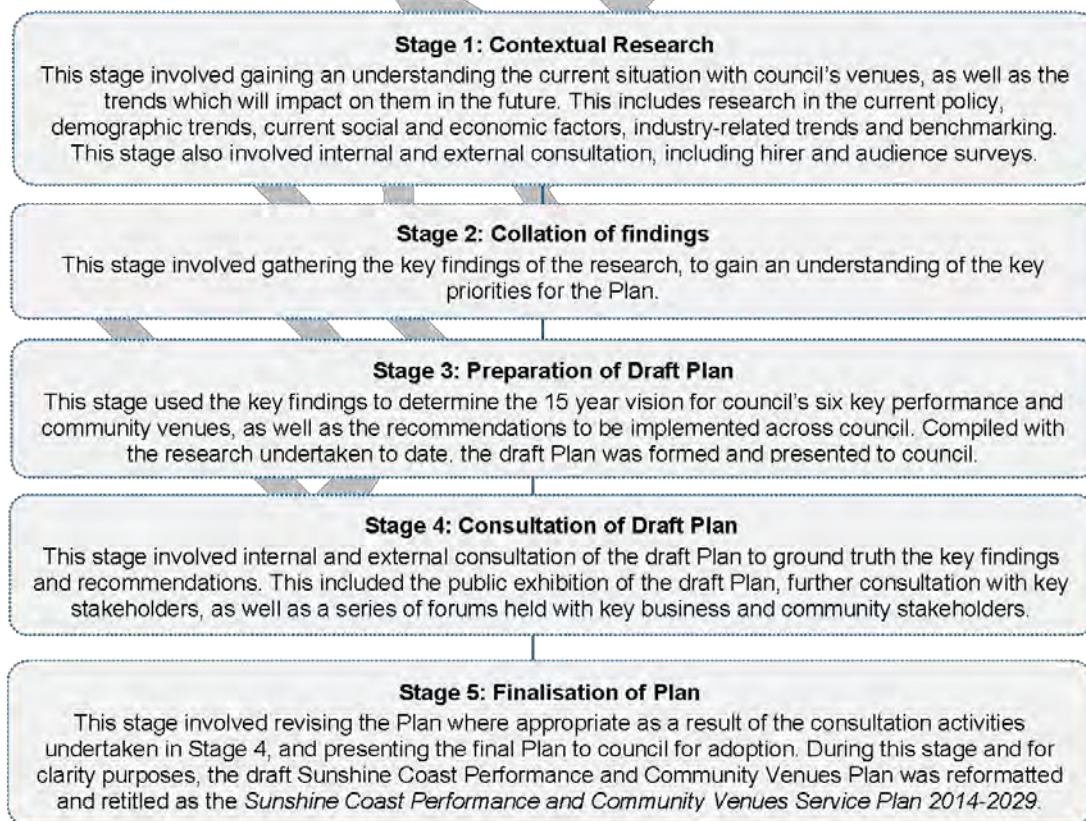 Stage 1: Contextual Research
This stage involved gaining an understanding the current situation with council's venues, as well as the
trends which will impact on them in the future. This includes research in the current policy,
demographic trends, current social and economic factors, industry-related trends and benchmarking.
This stage also involved internal and external consultation, including hirer and audience surveys.
Stage 2: Collation of findings
This stage involved gathering the key findings of the research, to gain an understanding of the key
priorities for the Plan.
Stage 3: Preparation of Draft Plan
This stage used the key findings to determine the 15 year vision for council's six key performance and
community venues, as well as the recommendations to be implemented across council. Compiled with
the research undertaken to date. the draft Plan was formed and presented to council.
Stage 4: Consultation of Draft Plan
This stage involved internal and external consultation of the draft Plan to ground truth the key findings
and recommendations. This included the public exhibition of the draft Plan, further consultation with key
stakeholders, as well as a series of forums held with key business and community stakeholders.
Stage 5: Finalisation of Plan
This stage involved revising the Plan where appropriate as a result of the consultation activities
undertaken in Stage 4, and presenting the final Plan to council for adoption. During this stage and for
clarity purposes, the draft Sunshine Coast Performance and Community Venues Plan was reformatted
and retitled as the Sunshine Coast Performance and Community Venues Service Plan 2014-2029.